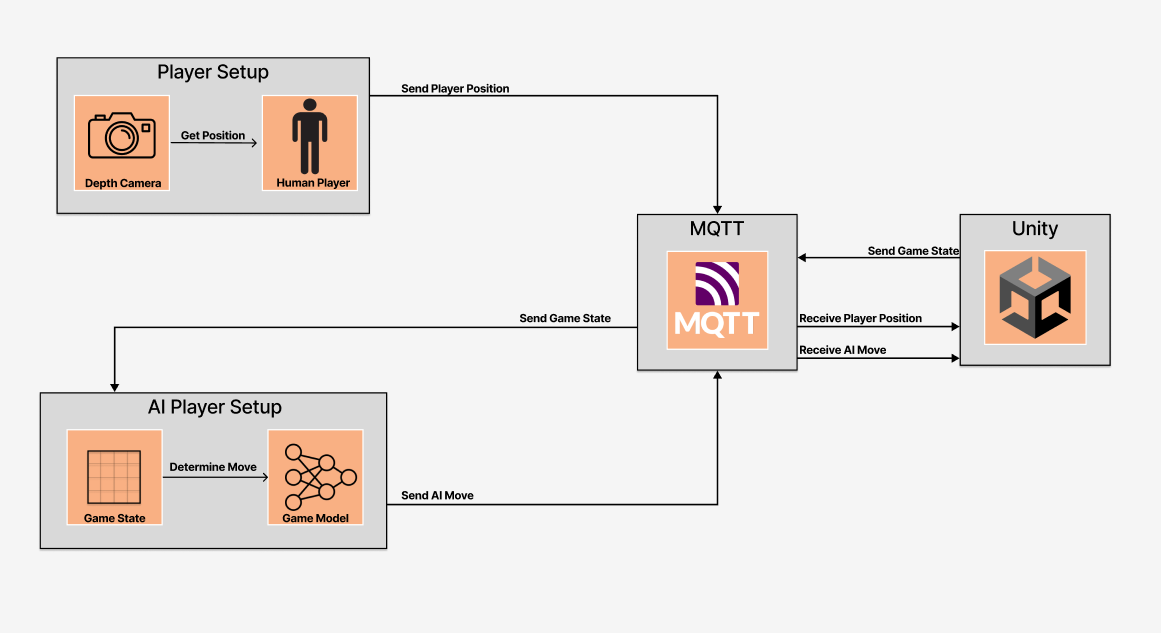 Player Setup
Get Position
Depth Camera
Human Player
Send Player Position
MQTT
MQTT
Unity
Send Game State
Receive Player Position
Receive AI Move
Send Game State
AI Player Setup
Determine Move
Game State
Game Model
Send AI Move